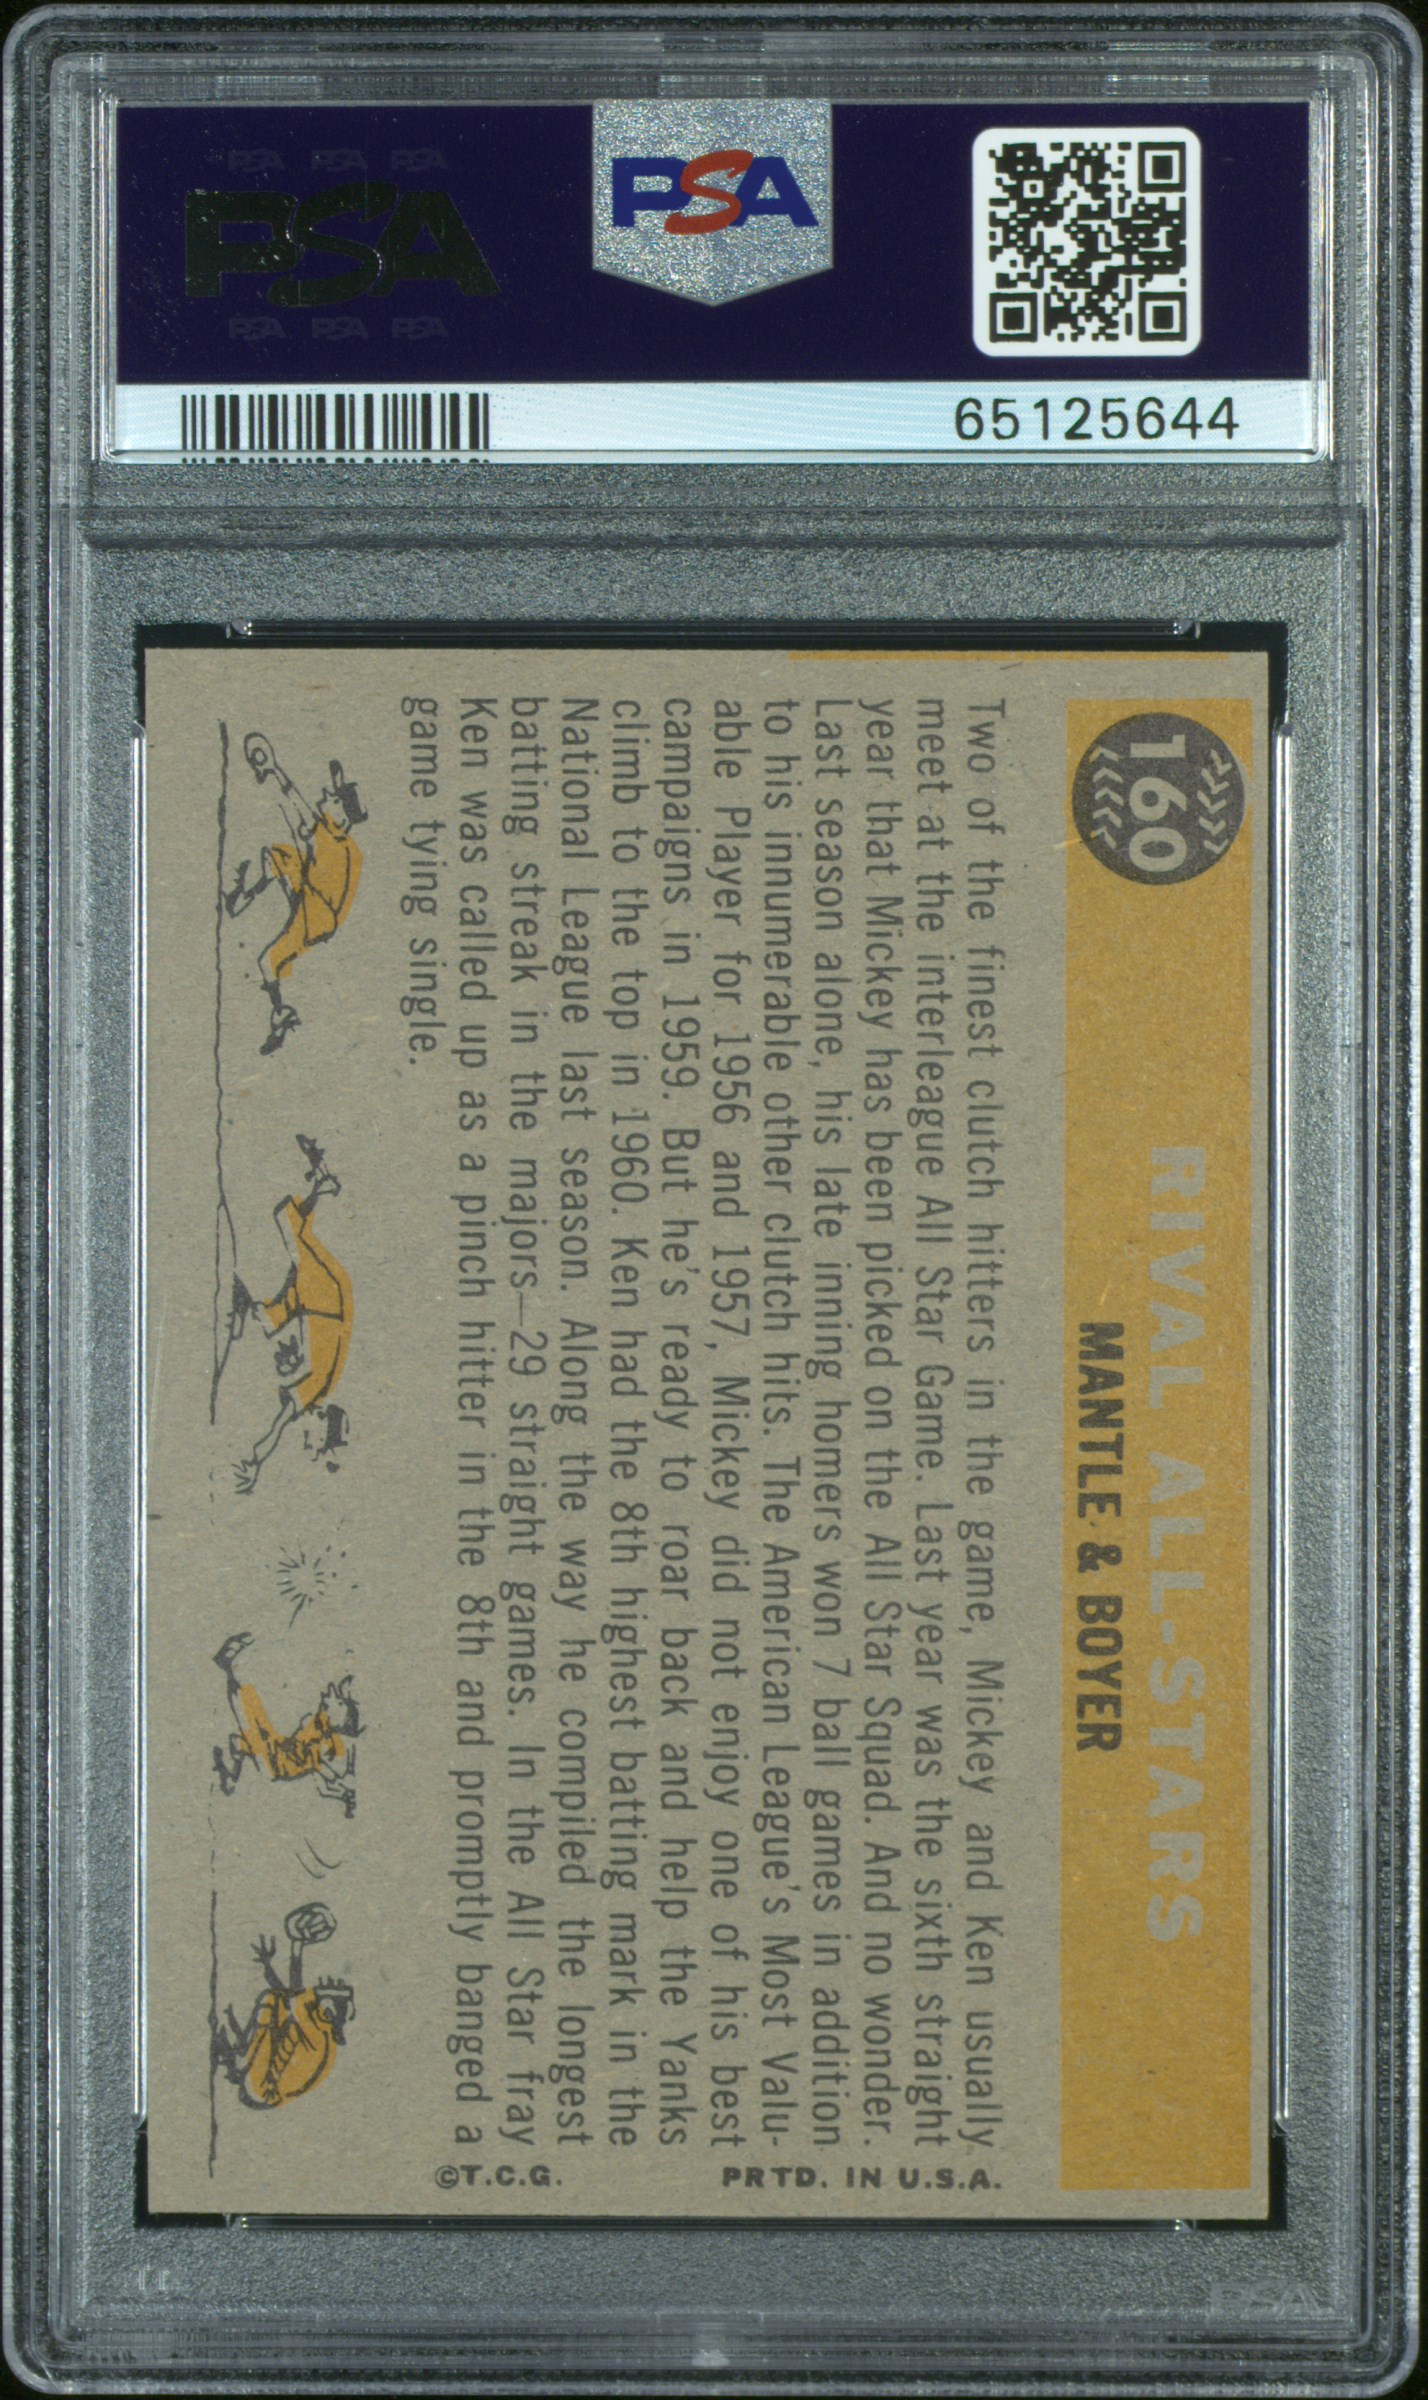 PSA PSA PSA
PSA
PSA PSA PSA
PSA
65125644
160
RIVAL ALL-STARS
MANTLE & BOYER
Two of the finest clutch hitters in the game, Mickey and Ken usually
meet at the interleague All Star Game. Last year was the sixth straight
year that Mickey has been picked on the All Star Squad. And no wonder.
Last season alone, his late inning homers won 7 ball games in addition
to his innumerable other clutch hits. The American League's Most Valu-
able Player for 1956 and 1957, Mickey did not enjoy one of his best
campaigns in 1959. But he's ready to roar back and help the Yanks
climb to the top in 1960. Ken had the 8th highest batting mark in the
National League last season. Along the way he compiled the longest
batting streak in the majors—29 straight games. In the All Star fray
Ken was called up as a pinch hitter in the 8th and promptly banged a
game tying single.
PRTD. IN U.S.A.
©T.C.G.
PSA